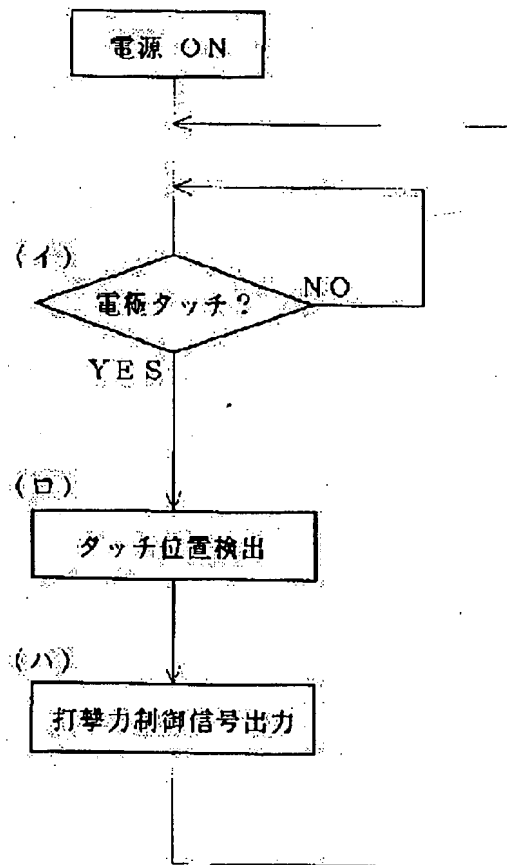 電源 ON
(イ)
電極タッチ?
NO
YES
(ロ)
タッチ位置検出
(ハ)
打撃力制御信号出力